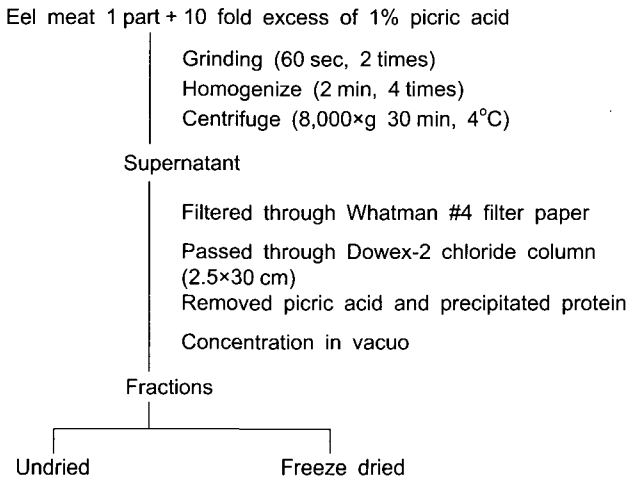 Eel meat 1 part + 10 fold excess of 1% picric acid
Grinding (60 sec, 2 times)
Homogenize (2 min, 4 times)
Centrifuge (8,000×g 30 min, 4°C)
Supernatant
Filtered through Whatman #4 filter paper
Passed through Dowex-2 chloride column
(2.5×30 cm)
Removed picric acid and precipitated protein
Concentration in vacuo
Fractions
Undried Freeze dried